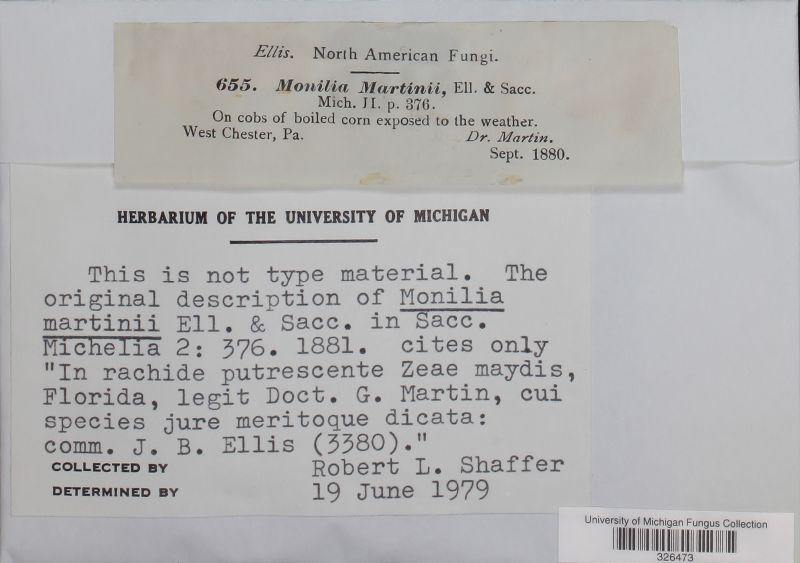 Ellis. North American Fungi.
655. Monilia Martinii, Ell. & Sacc.
Mich. II. p. 376.
On cobs of boiled corn exposed to the weather.
West Chester, Pa. Dr. Martin.
Sept. 1880.
HERBARIUM OF THE UNIVERSITY OF MICHIGAN
This is not type material. The
original description of Monilia
martinii Ell. & Sacc. in Sacc.
Michelia 2: 376. 1881. cites only
"In rachide putrescente Zeae maydis,
Florida, legit Doct. G. Martin, cui
species jure meritoque dicata:
comm. J. B. Ellis (3380)."
COLLECTED BY Robert L. Shaffer
DETERMINED BY 19 June 1979
University of Michigan Fungus Collection
326473